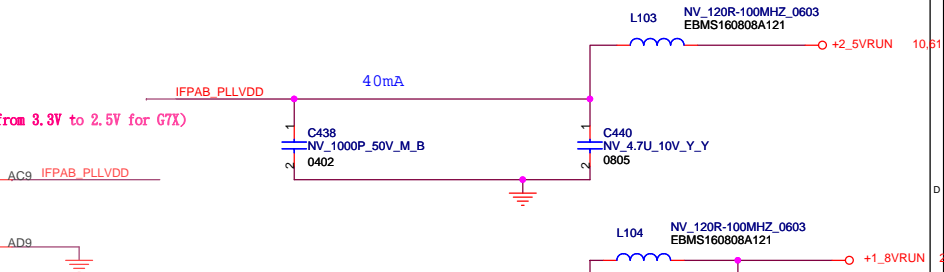 NV_120R-100MHZ_0603
L103
EBMS160808A121
+2_5VRUN
10,61
40mA
IFPAB_PLLVDD
from 3.3V to 2.5V for G7X)
1
C438
NV_1000P_50V_M_B
2
0402
1
C440
NV_4.7U_10V_Y_Y
2
0805
AC9
IFPAB_PLLVDD
D
NV_120R-100MHZ_0603
L104
EBMS160808A121
AD9
+1_8VRUN
2